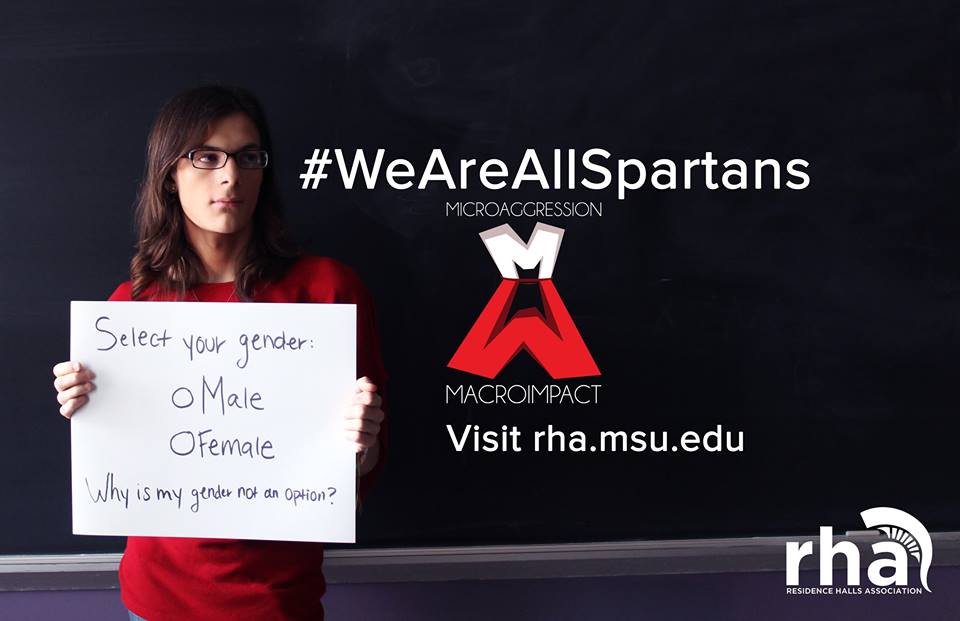 #WeAreAllSpartans
MICROAGGRESSION
M
M
MACROIMPACT
Visit rha.msu.edu
Select your gender:
O Male
O Female
Why is my gender not an option?
rha
RESIDENCE HALLS ASSOCIATION